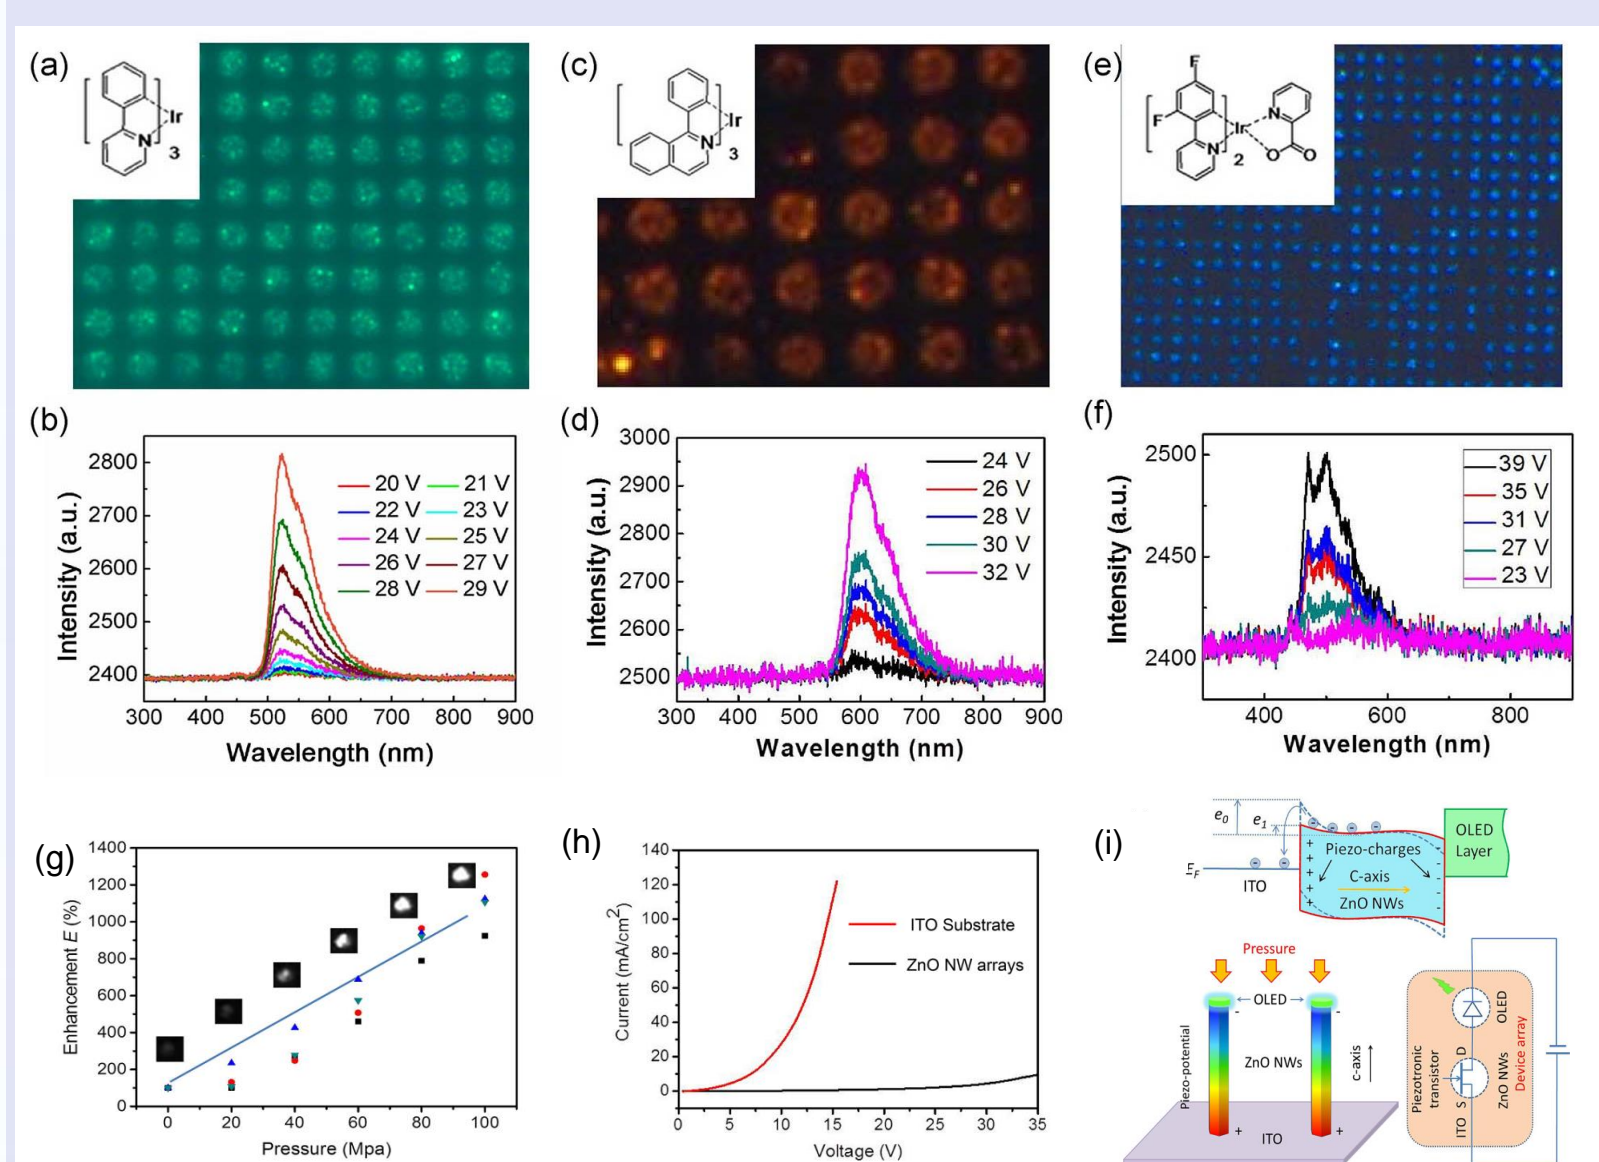 (a)
Ir
N
3
(c)
Ir
N
3
(e)
F
F
Ir
N
N
2
O
O
(b)
2800
2700
2600
2500
2400
Intensity (a.u.)
20 V 21 V
22 V 23 V
24 V 25 V
26 V 27 V
28 V 29 V
300 400 500 600 700 800 900
Wavelength (nm)
(d)
3000
2900
2800
2700
2600
2500
Intensity (a.u.)
24 V
26 V
28 V
30 V
32 V
300 400 500 600 700 800 900
Wavelength (nm)
(f)
2500
2450
2400
Intensity (a.u.)
39 V
35 V
31 V
27 V
23 V
400 600 800
Wavelength (nm)
(g)
1400
1200
1000
800
600
400
200
0
Enhancement E (%)
0 20 40 60 80 100
Pressure (Mpa)
(h)
140
120
100
80
60
40
20
0
Current (mA/cm2)
ITO Substrate
ZnO NW arrays
0 5 10 15 20 25 30 35
Voltage (V)
(i)
e0
e1
EF
ITO
Piezo-charges
C-axis
ZnO NWs
OLED
Layer
Pressure
OLED
Piezo-potential
ZnO NWs
c-axis
ITO
OLED
Piezotronic
transistor
ITO S D
ZnO NWs
Device array